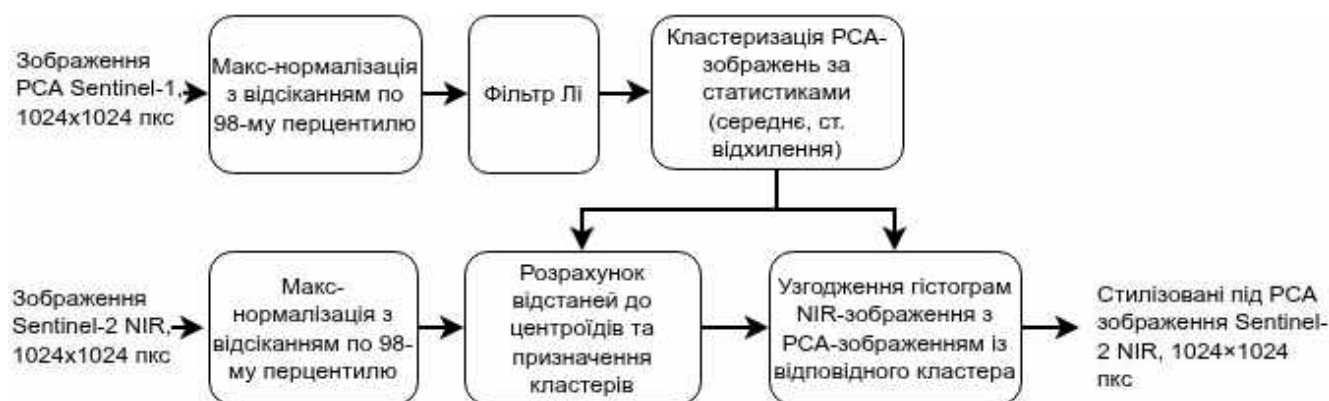 Зображення
РСА Sentinel-1,
1024x1024 пкс
Макс-нормалізація
з відсіканням по
98-му перцентилю
Фільтр Лі
Кластеризація РСА-
зображень за
статистиками
(середнє, ст.
відхилення)
Зображення
Sentinel-2 NIR,
1024x1024 пкс
Макс-
нормалізація з
відсіканням по 98-
му перцентилю
Розрахунок
відстаней до
центроїдів та
призначення
кластерів
Узгодження гістограм
NIR-зображення з
РСА-зображенням із
відповідного кластера
Стилізовані під РСА
зображення Sentinel-
2 NIR, 1024×1024
пкс